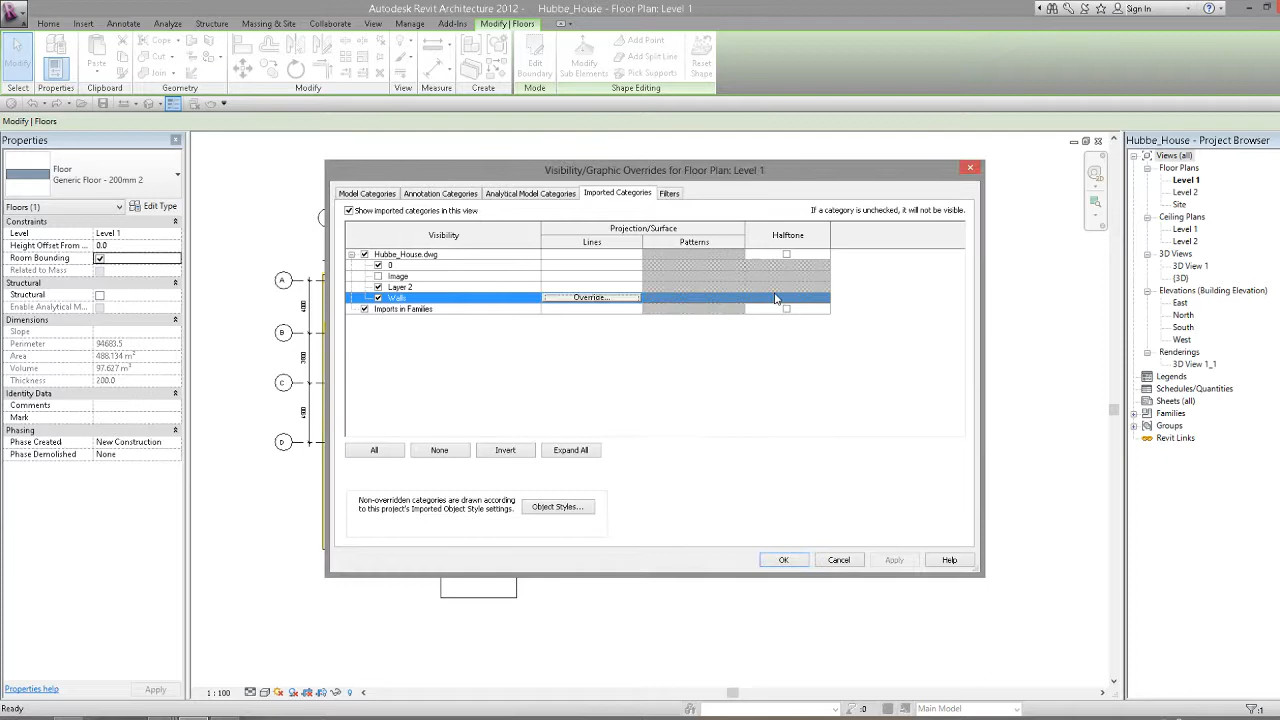 Autodesk Revit Architecture 2012 - Hubbe_House - Floor Plan: Level 1
Sign In
Home Insert Annotate Analyze Structure Massing & Site Collaborate View Manage Add-Ins Modify | Floors
Modify
Properties
Paste
Cope
Cut
Join
Edit
Boundary
Modify
Sub Elements
Add Point
Add Split Line
Pick Supports
Reset
Shape
Select Properties Clipboard Geometry Modify View Measure Create Mode Shape Editing
Modify | Floors
Properties
Floor
Generic Floor - 200mm 2
Floors (1)
Edit Type
Constraints
Level Level 1
Height Offset From ... 0.0
Room Bounding
Related to Mass
Structural
Structural
Enable Analytical M...
Dimensions
Slope
Perimeter 94683.5
Area 488.134 m²
Volume 97.627 m³
Thickness 200.0
Identity Data
Comments
Mark
Phasing
Phase Created New Construction
Phase Demolished None
Properties help
Apply
A
B
C
D
Visibility/Graphic Overrides for Floor Plan: Level 1
Model Categories Annotation Categories Analytical Model Categories Imported Categories Filters
Show imported categories in this view
If a category is unchecked, it will not be visible.
Visibility
Projection/Surface
Lines
Patterns
Halftone
Hubbe_House.dwg
0
Image
Layer 2
Walls
Override...
Imports in Families
All None Invert Expand All
Non-overridden categories are drawn according
to this project's Imported Object Style settings.
Object Styles...
OK Cancel Apply Help
Hubbe_House - Project Browser
Views (all)
Floor Plans
Level 1
Level 2
Site
Ceiling Plans
Level 1
Level 2
3D Views
3D View 1
{3D}
Elevations (Building Elevation)
East
North
South
West
Renderings
3D View 1_1
Legends
Schedules/Quantities
Sheets (all)
Families
Groups
Revit Links
1 : 100
Ready
:0
Main Model
:1